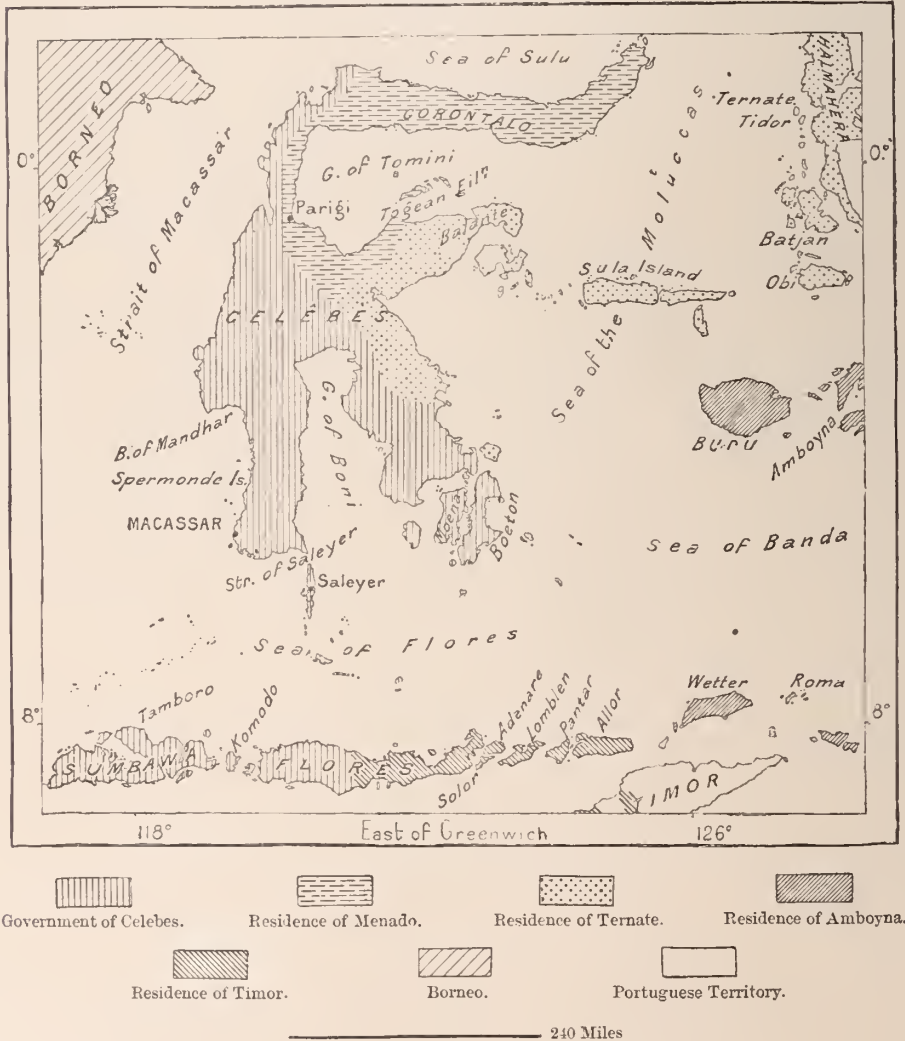 Sea of Sulu
BORNEO
HALMAHERA
Ternate
Tidor
GORONTALO
0°
0°
G. of Tomini
Strait of Macassar
Parigi
Togean Eiln
Balante
Sea of the Moluccas
Batjan
Sula Island
Obi
CELEBES
G. of Boni
B. of Mandhar
BURU
Amboyna
Spermonde Is.
MACASSAR
Moena
Boeton
Sea of Banda
Str. of Saleyer
Saleyer
Sea of Flores
Tamboro
Komodo
Adenare
Lomblen
Pantar
Allor
Wetter
Roma
8°
8°
SUMBAWA
FLORES
Solor
IMOR
118°
East of Greenwich
126°
Government of Celebes.
Residence of Menado.
Residence of Ternate.
Residence of Amboyna.
Residence of Timor.
Borneo.
Portuguese Territory.
240 Miles